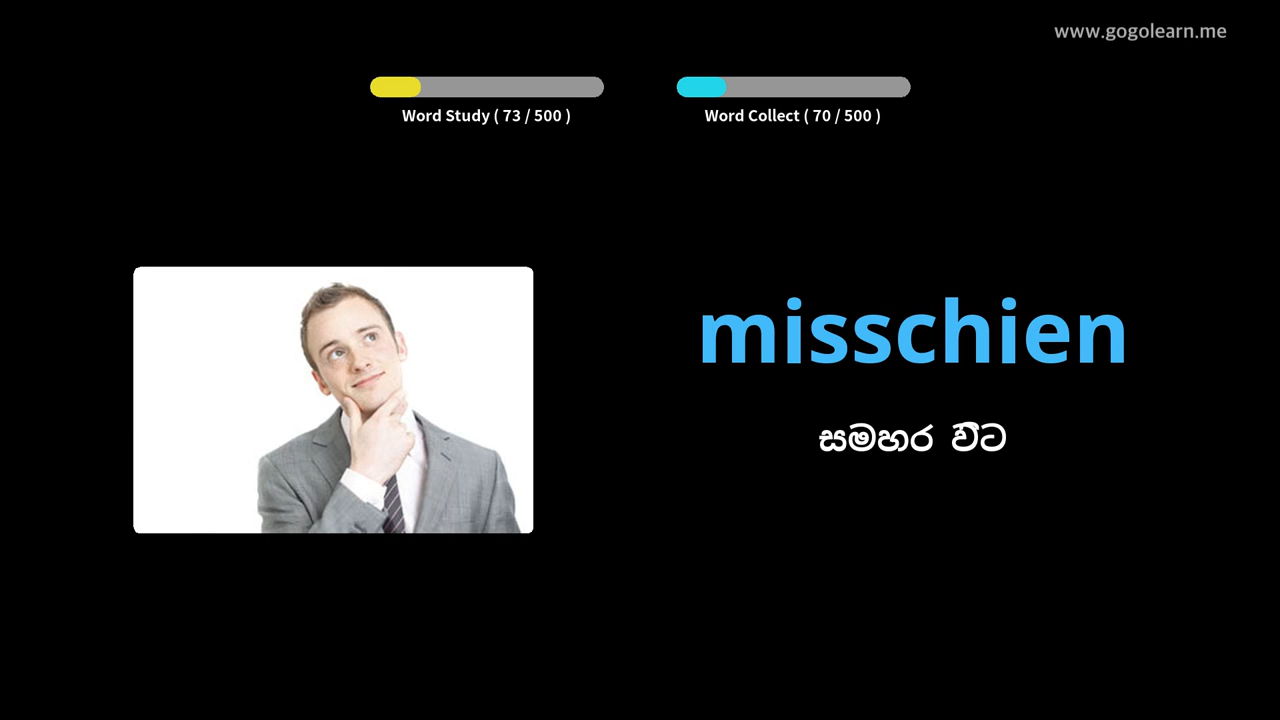 www.gogolearn.me
Word Study ( 73 / 500 )
Word Collect ( 70 / 500 )
misschien
සමහර විට